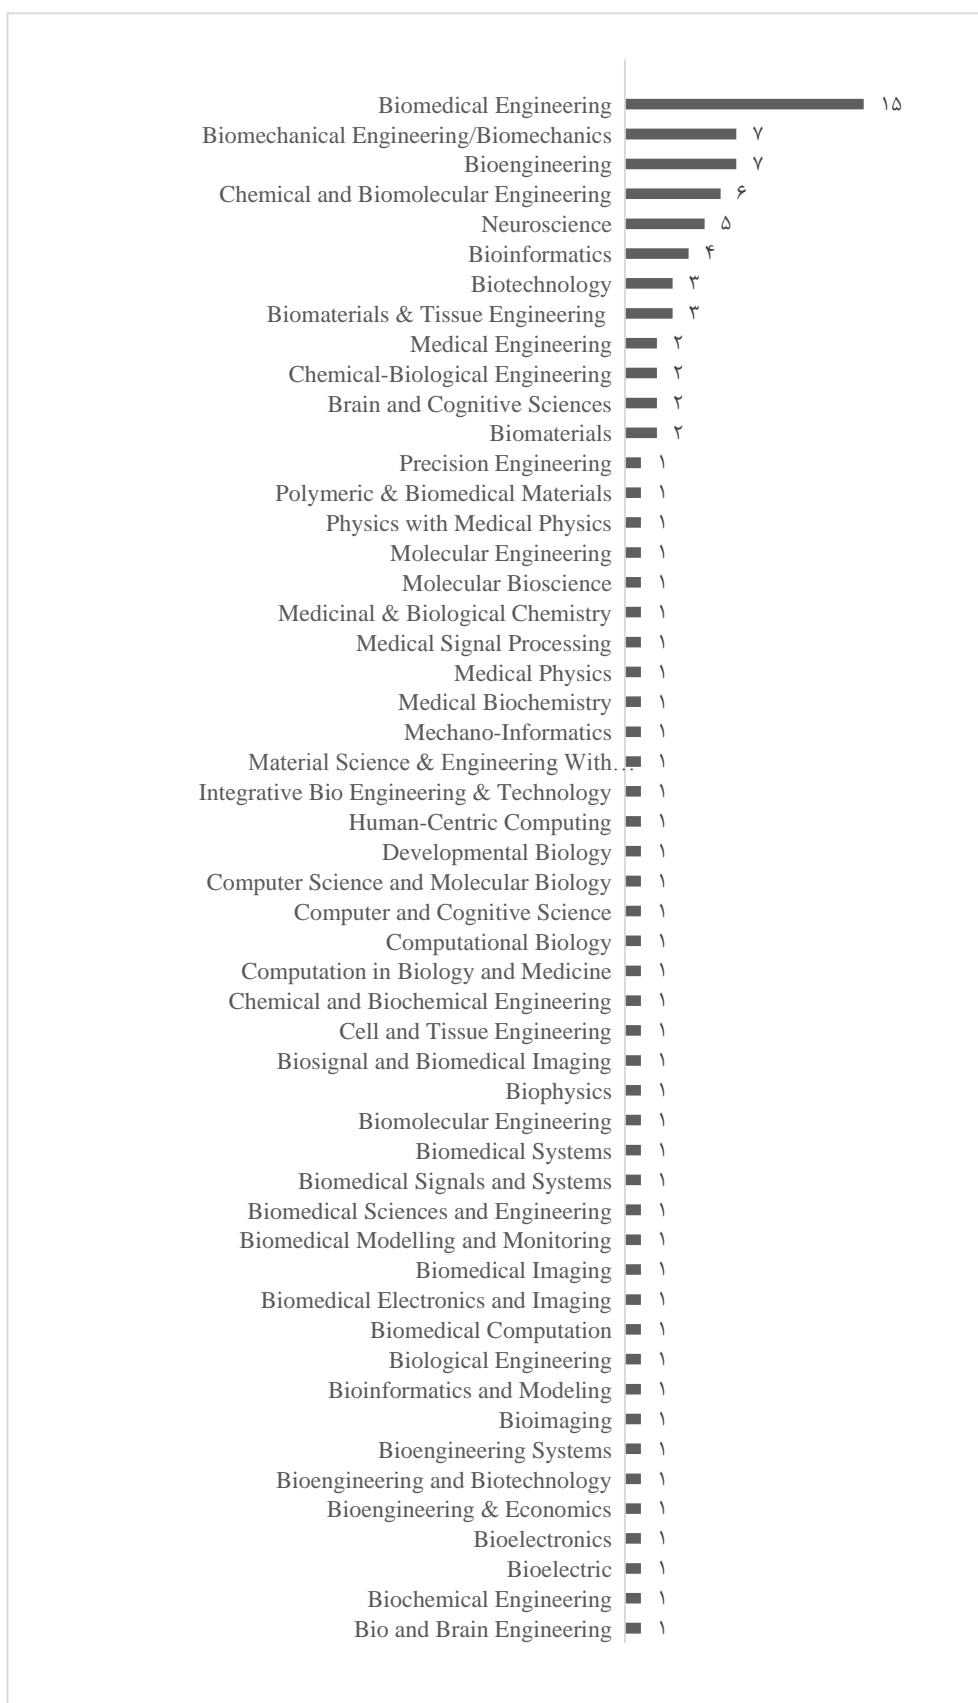 Biomedical Engineering ۱۵
Biomechanical Engineering/Biomechanics ۷
Bioengineering ۷
Chemical and Biomolecular Engineering ۶
Neuroscience ۵
Bioinformatics ۴
Biotechnology ۳
Biomaterials & Tissue Engineering ۳
Medical Engineering ۲
Chemical-Biological Engineering ۲
Brain and Cognitive Sciences ۲
Biomaterials ۲
Precision Engineering ۱
Polymeric & Biomedical Materials ۱
Physics with Medical Physics ۱
Molecular Engineering ۱
Molecular Bioscience ۱
Medicinal & Biological Chemistry ۱
Medical Signal Processing ۱
Medical Physics ۱
Medical Biochemistry ۱
Mechano-Informatics ۱
Material Science & Engineering With… ۱
Integrative Bio Engineering & Technology ۱
Human-Centric Computing ۱
Developmental Biology ۱
Computer Science and Molecular Biology ۱
Computer and Cognitive Science ۱
Computational Biology ۱
Computation in Biology and Medicine ۱
Chemical and Biochemical Engineering ۱
Cell and Tissue Engineering ۱
Biosignal and Biomedical Imaging ۱
Biophysics ۱
Biomolecular Engineering ۱
Biomedical Systems ۱
Biomedical Signals and Systems ۱
Biomedical Sciences and Engineering ۱
Biomedical Modelling and Monitoring ۱
Biomedical Imaging ۱
Biomedical Electronics and Imaging ۱
Biomedical Computation ۱
Biological Engineering ۱
Bioinformatics and Modeling ۱
Bioimaging ۱
Bioengineering Systems ۱
Bioengineering and Biotechnology ۱
Bioengineering & Economics ۱
Bioelectronics ۱
Bioelectric ۱
Biochemical Engineering ۱
Bio and Brain Engineering ۱